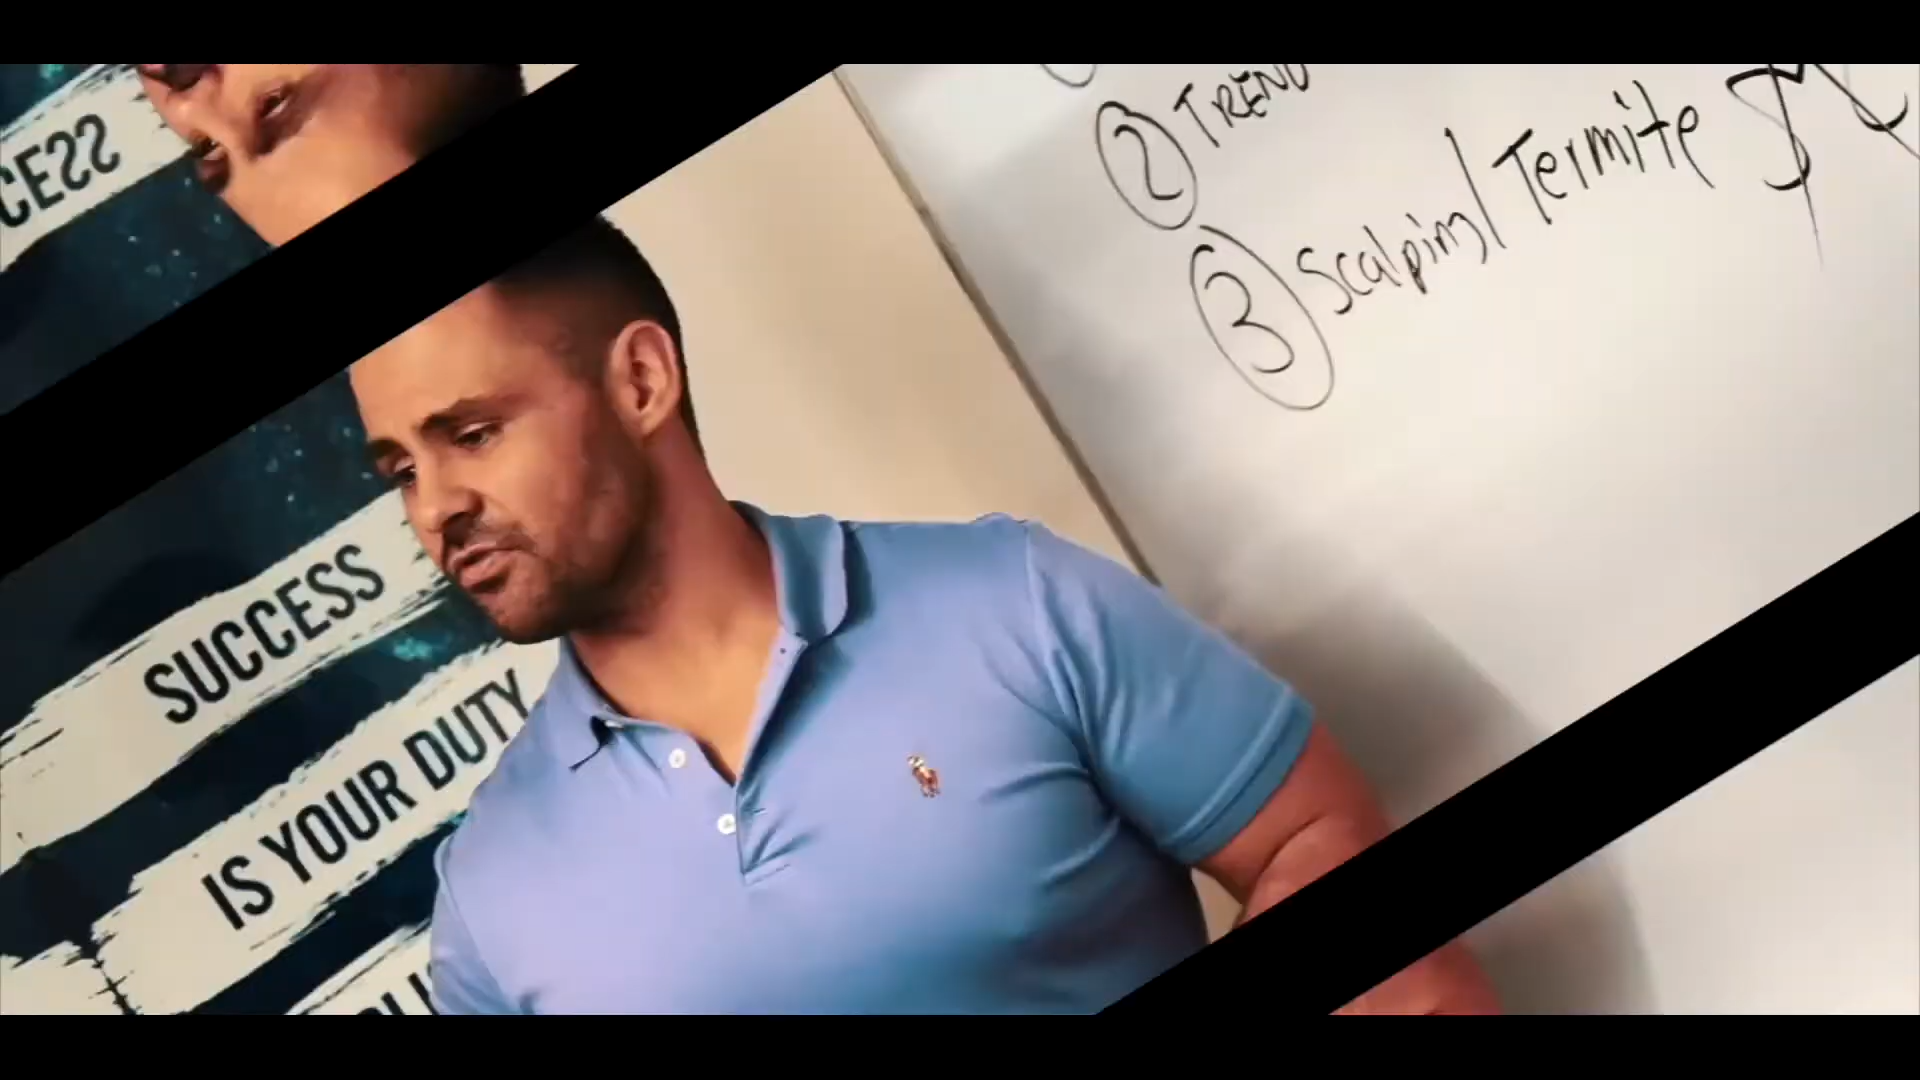 CESS
② TREND
③ Scalping/Termite
SUCCESS
IS YOUR DUTY